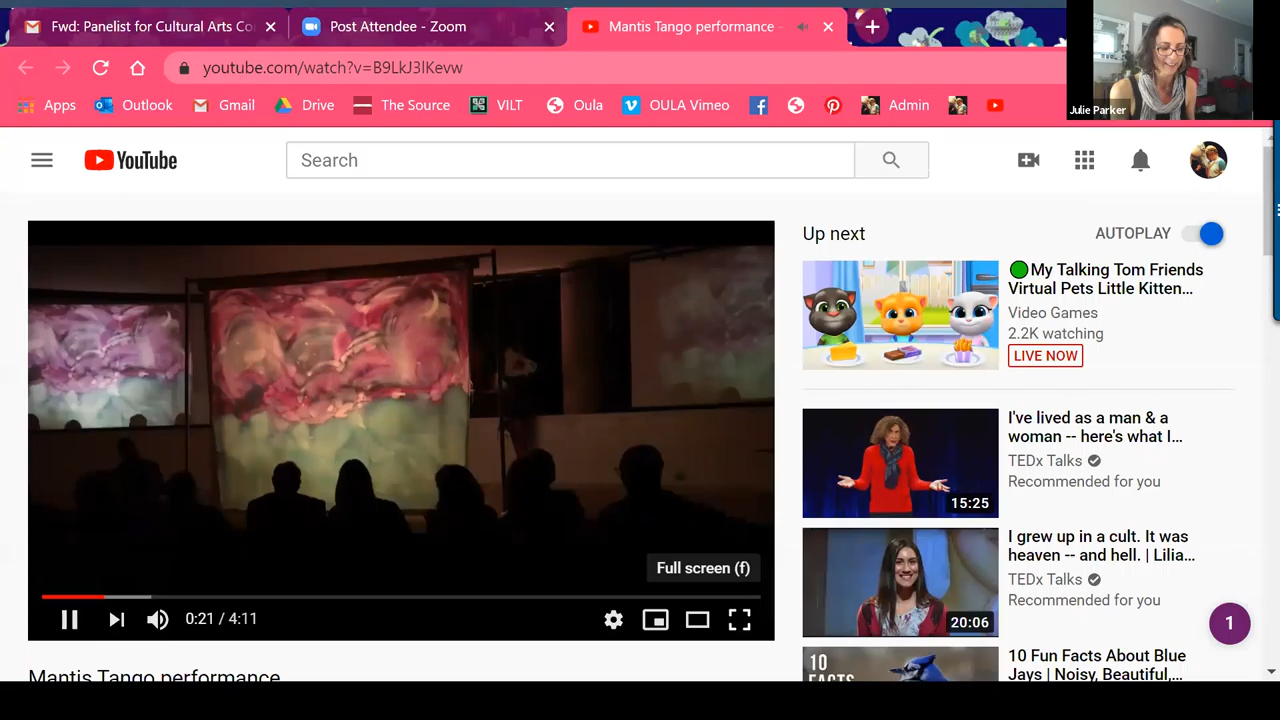 Fwd: Panelist for Cultural Arts Co
Post Attendee - Zoom
Mantis Tango performance -
youtube.com/watch?v=B9LkJ3lKevw
Julie Parker
Apps
Outlook
Gmail
Drive
The Source
VILT
Oula
OULA Vimeo
Admin
YouTube
Search
Up next
AUTOPLAY
My Talking Tom Friends
Virtual Pets Little Kitten...
Video Games
2.2K watching
LIVE NOW
I've lived as a man & a
woman -- here's what I...
TEDx Talks
Recommended for you
15:25
I grew up in a cult. It was
heaven -- and hell. | Lilia...
TEDx Talks
Recommended for you
20:06
10 Fun Facts About Blue
Jays | Noisy, Beautiful,...
10
FACTS
1
Full screen (f)
0:21 / 4:11
Mantis Tango performance